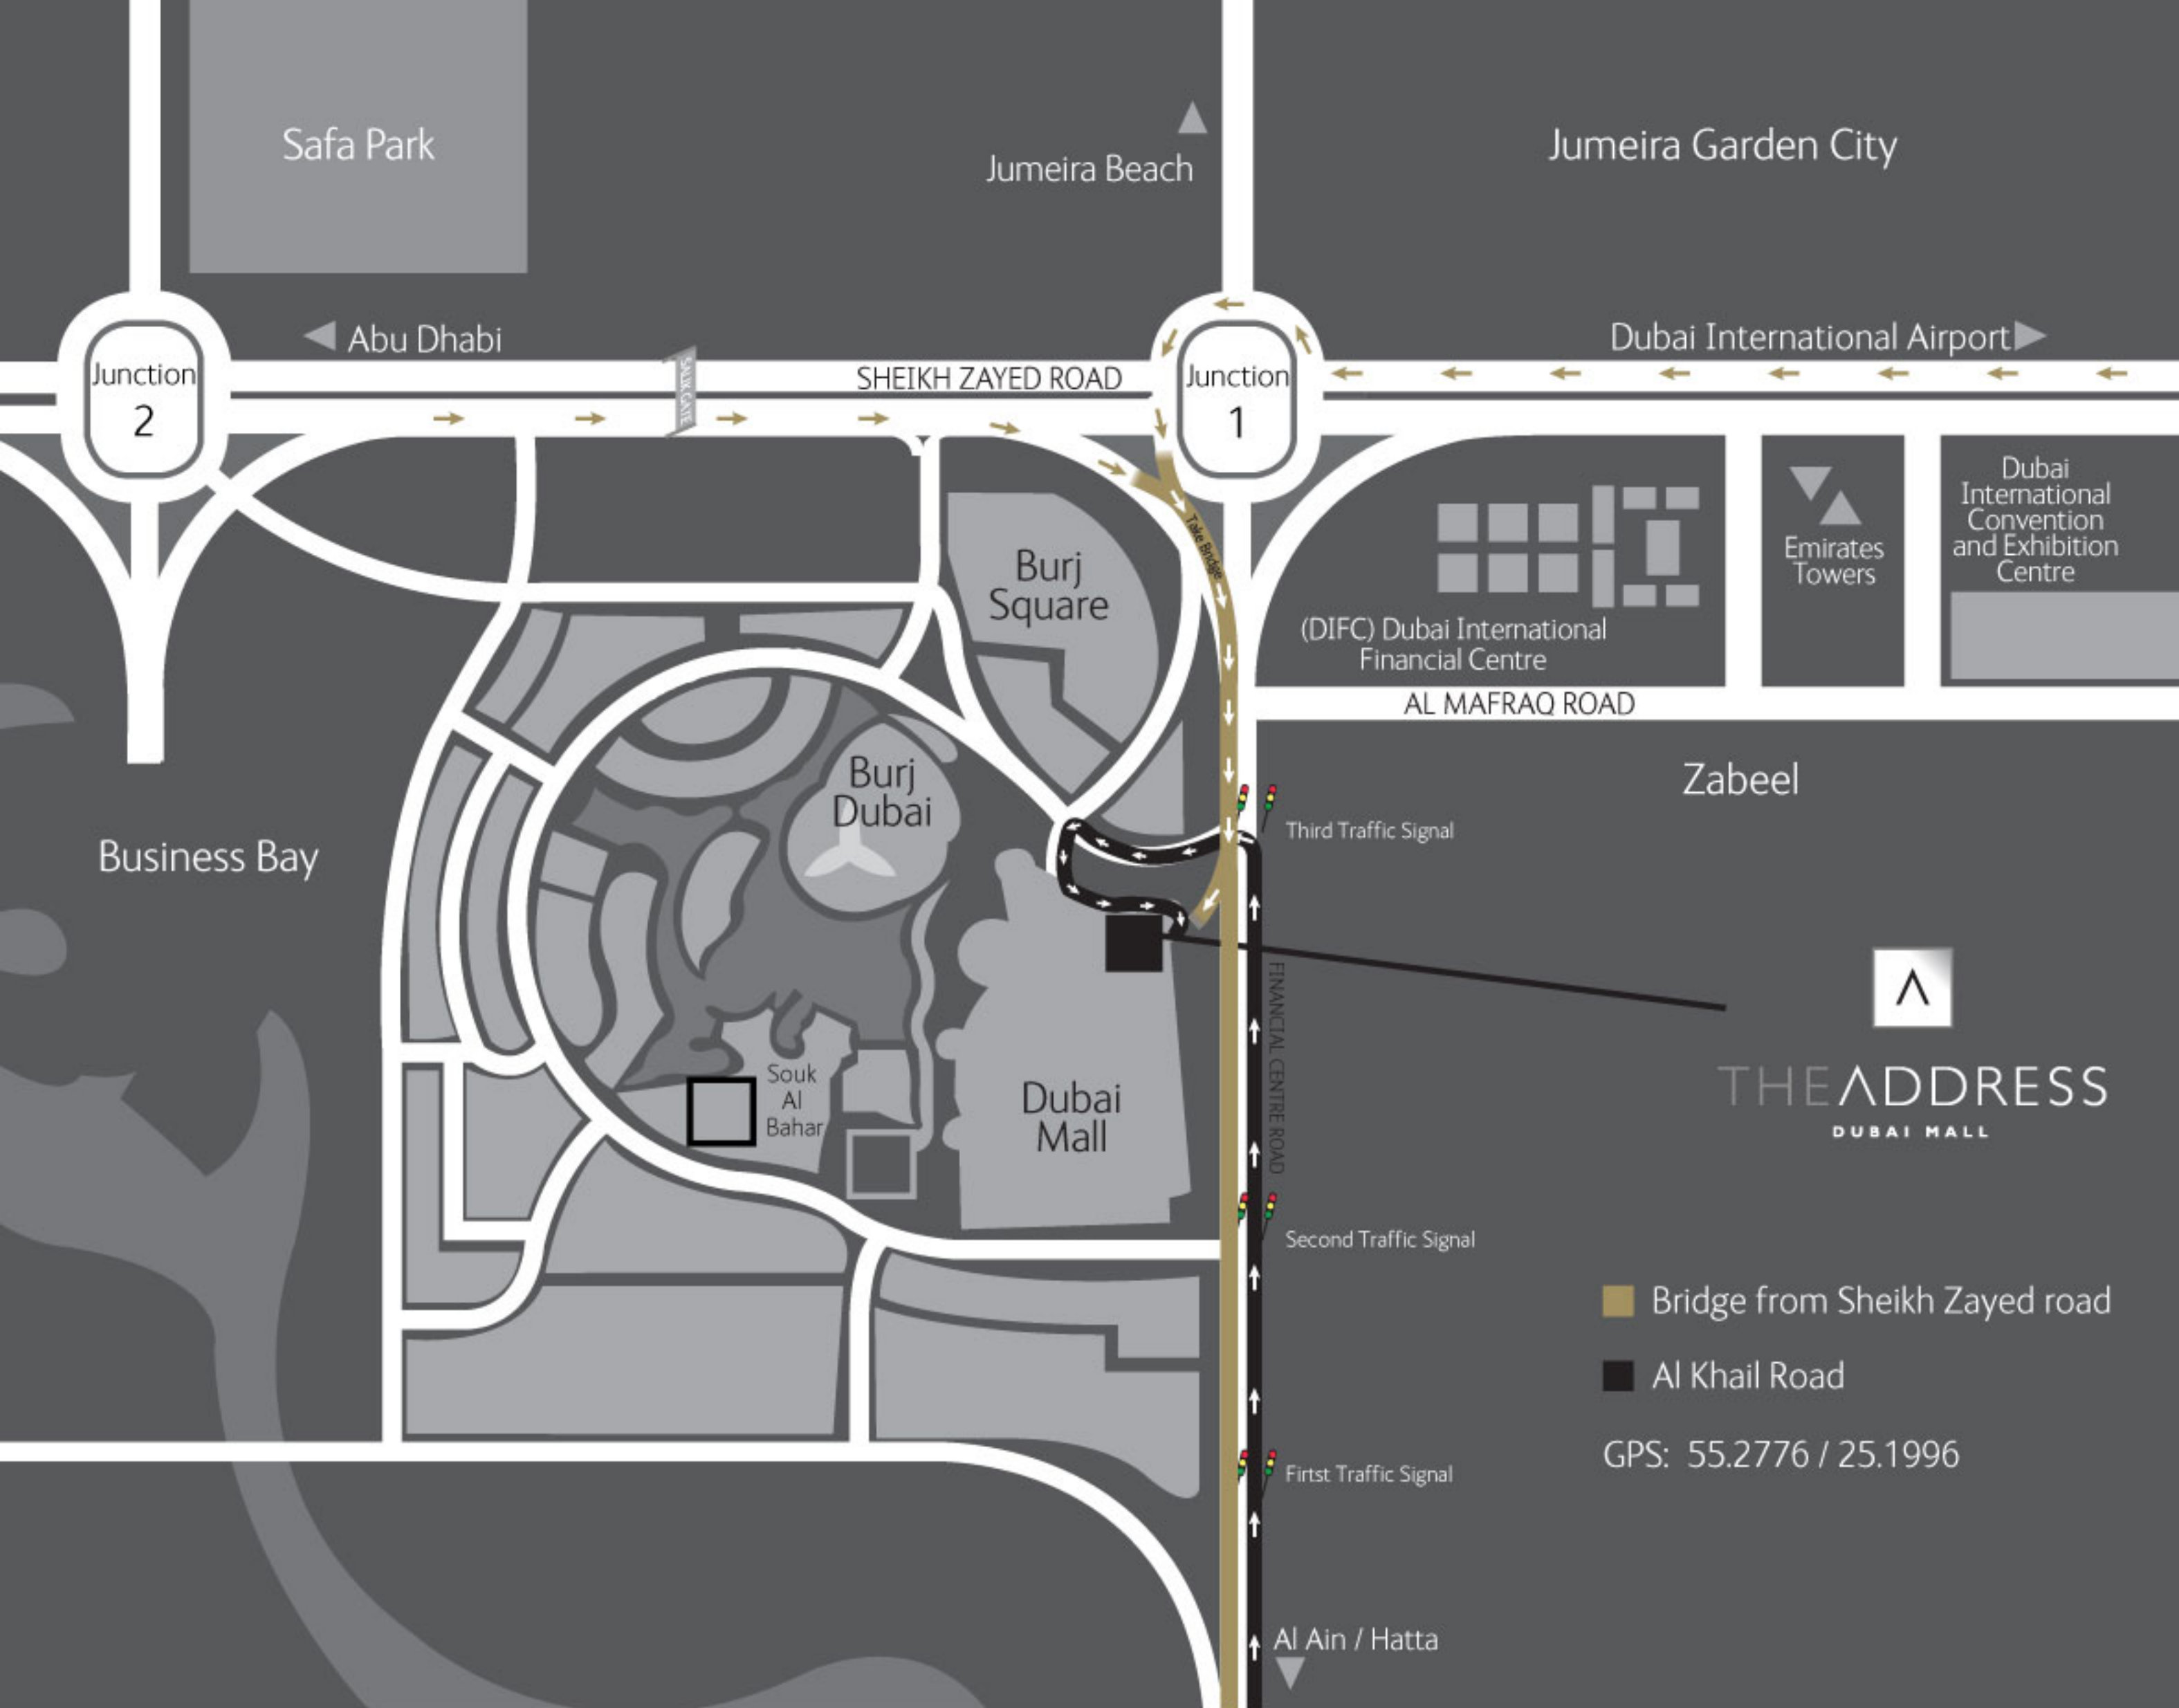 Safa Park
Jumeira Beach
Jumeira Garden City
Abu Dhabi
Dubai International Airport
Junction
2
SALIK GATE
SHEIKH ZAYED ROAD
Junction
1
Take Bridge
Burj
Square
(DIFC) Dubai International
Financial Centre
Emirates
Towers
Dubai
International
Convention
and Exhibition
Centre
AL MAFRAQ ROAD
Zabeel
Burj
Dubai
Third Traffic Signal
Business Bay
FINANCIAL CENTRE ROAD
Souk
Al
Bahar
Dubai
Mall
THE ADDRESS
DUBAI MALL
Second Traffic Signal
Bridge from Sheikh Zayed road
Al Khail Road
GPS: 55.2776 / 25.1996
Firtst Traffic Signal
Al Ain / Hatta